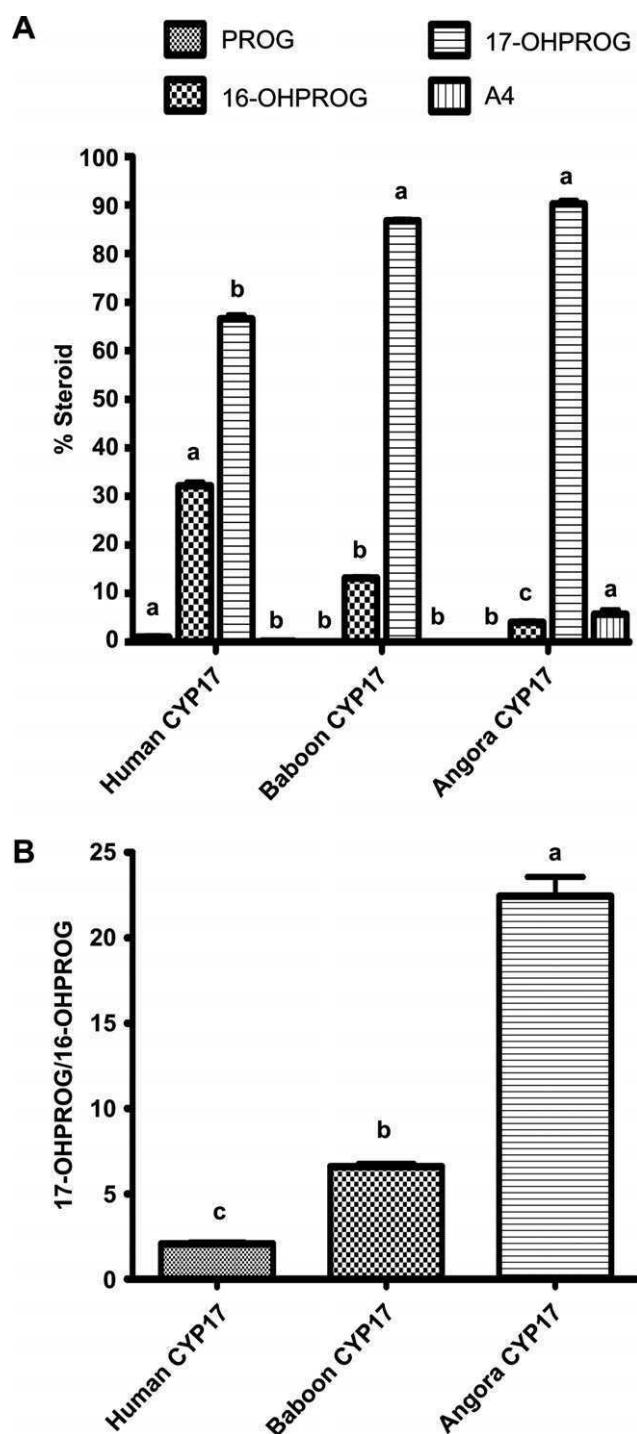 A
PROG
17-OHPROG
16-OHPROG
A4
100
90
80
70
60
50
40
30
20
10
0
% Steroid
a
a
b
b
b
b
a
b
b
c
a
a
Human CYP17
Baboon CYP17
Angora CYP17
B
25
20
15
10
5
0
17-OHPROG/16-OHPROG
c
b
a
Human CYP17
Baboon CYP17
Angora CYP17